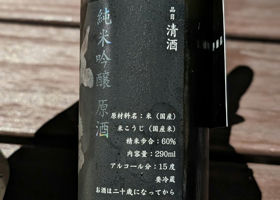 品目 清酒
純米吟醸 原酒
原材料名：米（国産）
米こうじ（国産米）
精米歩合：60%
内容量：290ml
アルコール分：15度
要冷蔵
お酒は二十歳になってから